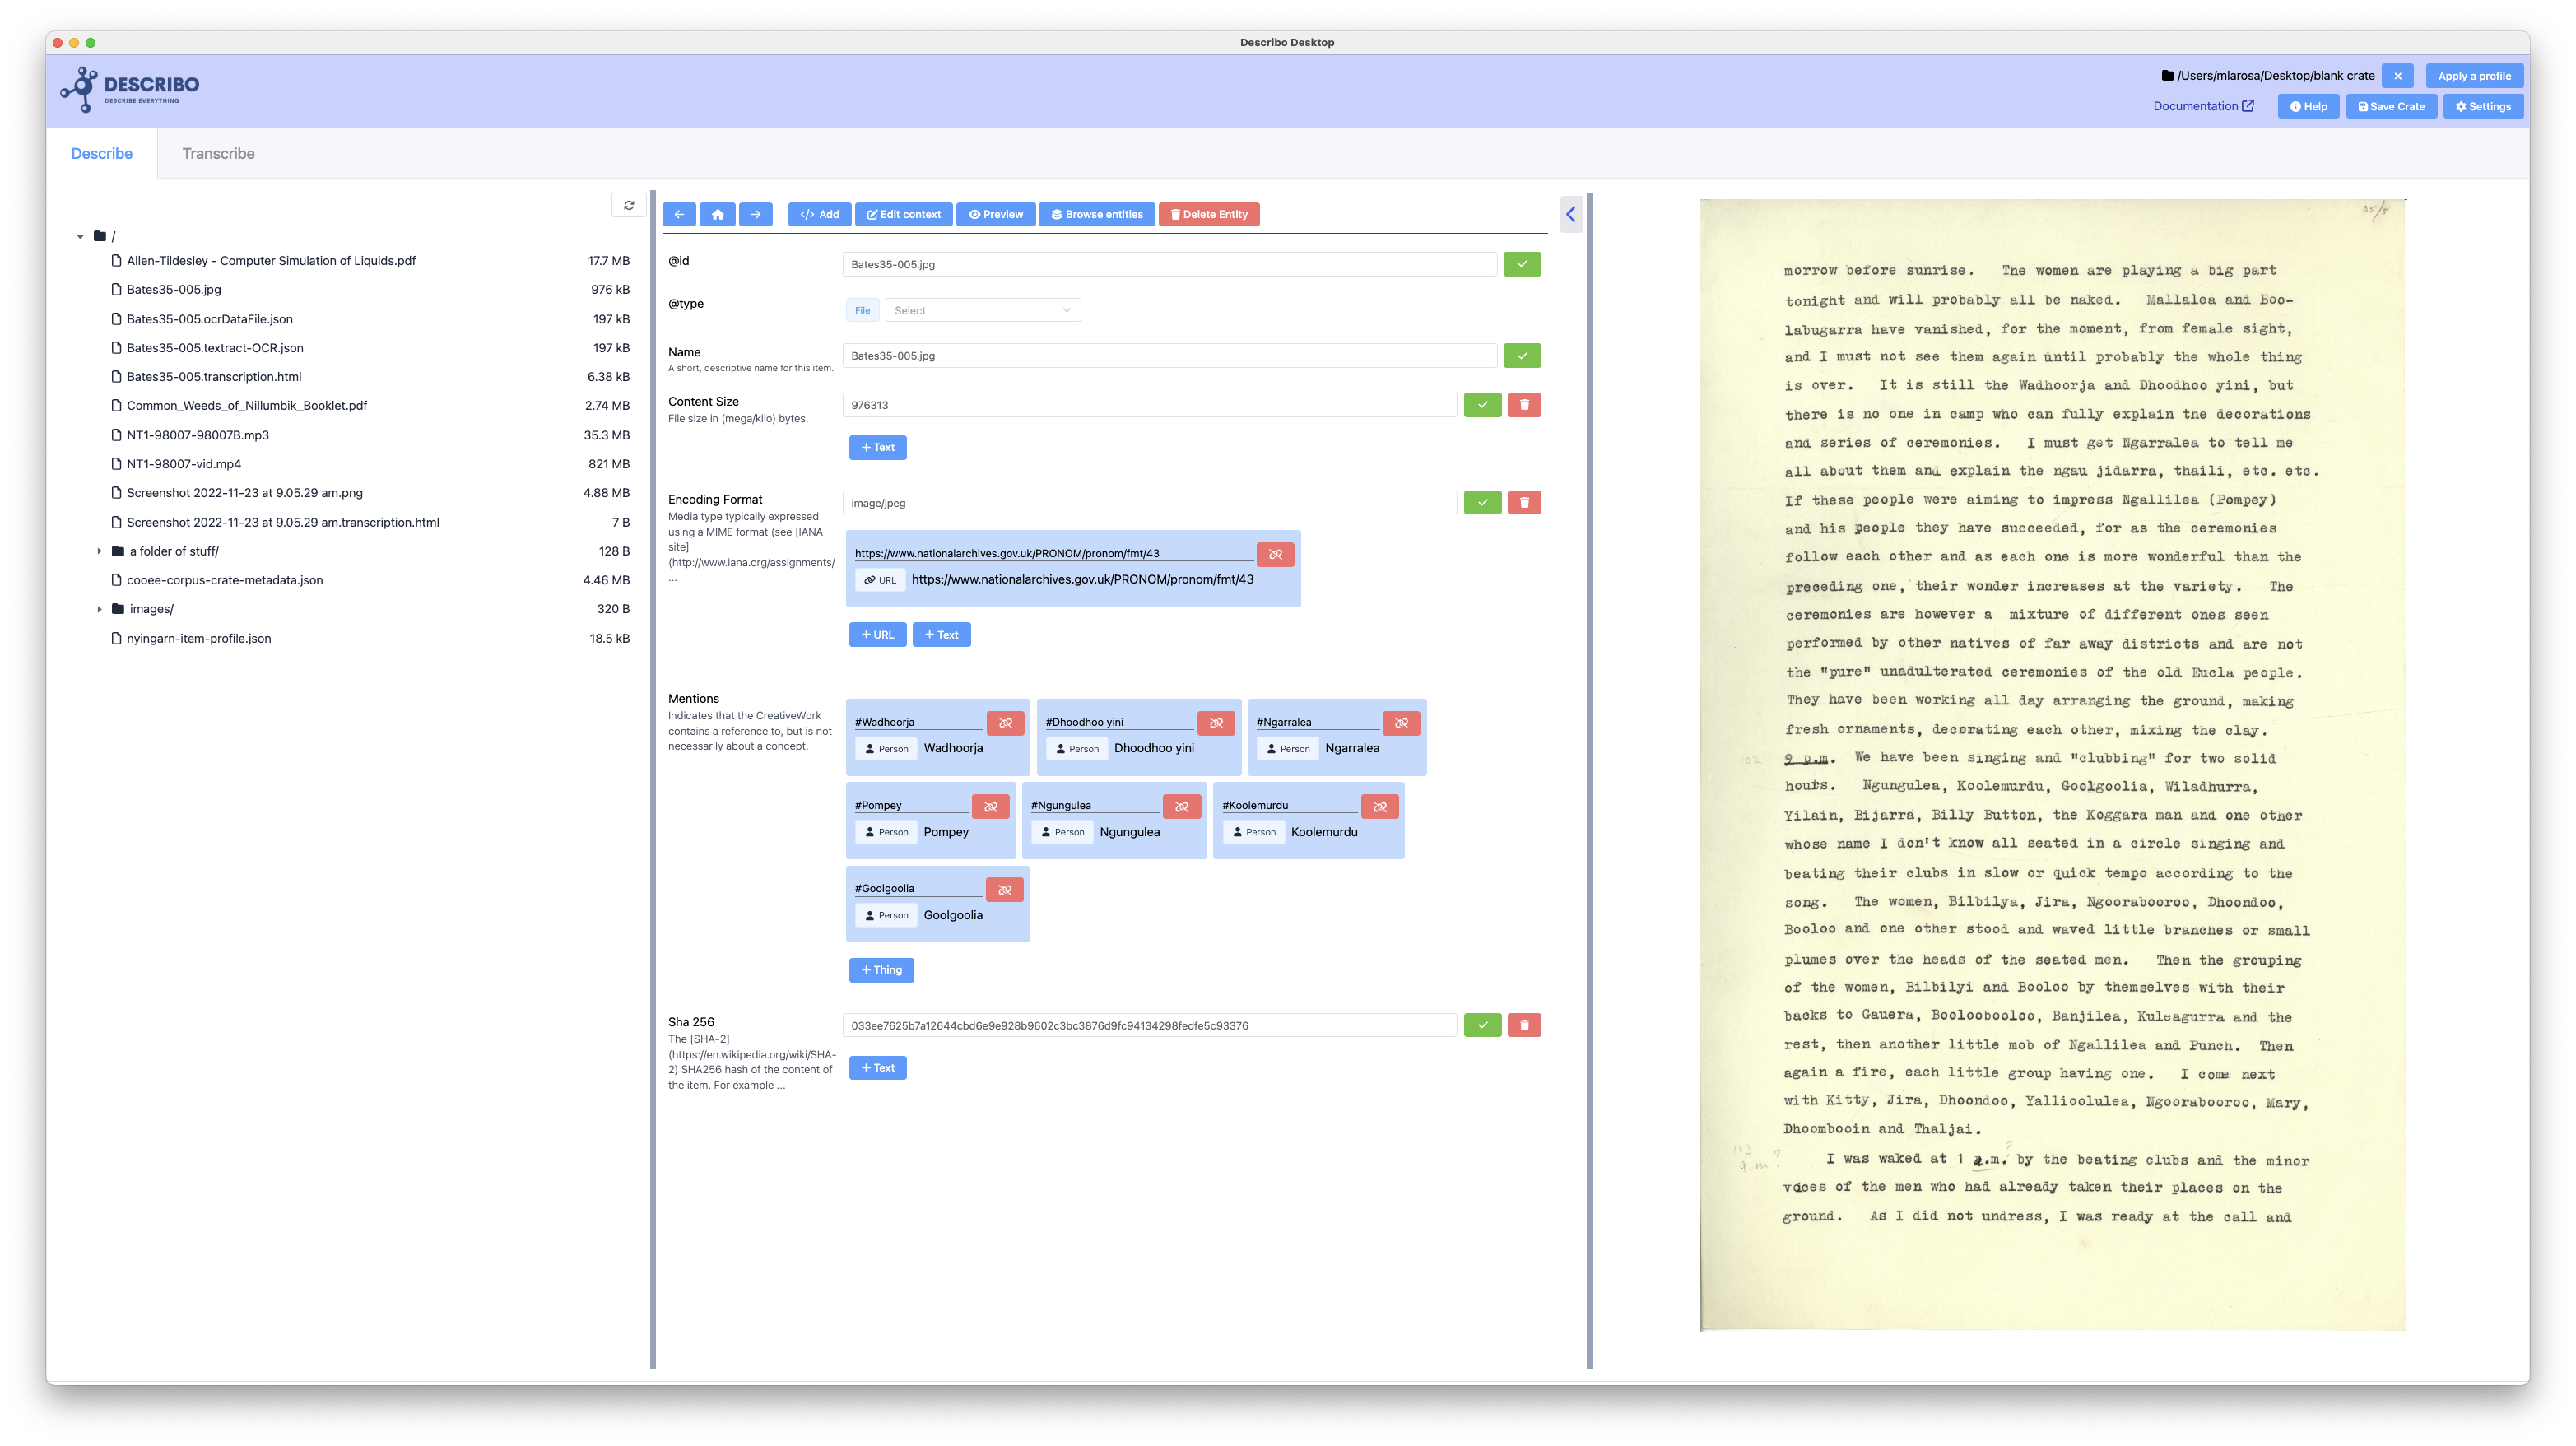 Describo Desktop
DESCRIBO
DESCRIBE EVERYTHING
/Users/mlarosa/Desktop/blank crate
Apply a profile
Documentation
Help
Save Crate
Settings
Describe
Transcribe
/
Allen-Tildesley - Computer Simulation of Liquids.pdf 17.7 MB
Bates35-005.jpg 976 kB
Bates35-005.ocrDataFile.json 197 kB
Bates35-005.textract-OCR.json 197 kB
Bates35-005.transcription.html 6.38 kB
Common_Weeds_of_Nillumbik_Booklet.pdf 2.74 MB
NT1-98007-98007B.mp3 35.3 MB
NT1-98007-vid.mp4 821 MB
Screenshot 2022-11-23 at 9.05.29 am.png 4.88 MB
Screenshot 2022-11-23 at 9.05.29 am.transcription.html 7 B
a folder of stuff/ 128 B
cooee-corpus-crate-metadata.json 4.46 MB
images/ 320 B
nyingarn-item-profile.json 18.5 kB
</> Add
Edit context
Preview
Browse entities
Delete Entity
@id
Bates35-005.jpg
@type
File
Select
Name
A short, descriptive name for this item.
Bates35-005.jpg
Content Size
File size in (mega/kilo) bytes.
976313
+ Text
Encoding Format
Media type typically expressed
using a MIME format (see [IANA
site]
(http://www.iana.org/assignments/
...
image/jpeg
https://www.nationalarchives.gov.uk/PRONOM/pronom/fmt/43
URL https://www.nationalarchives.gov.uk/PRONOM/pronom/fmt/43
+ URL
+ Text
Mentions
Indicates that the CreativeWork
contains a reference to, but is not
necessarily about a concept.
#Wadhoorja
Person Wadhoorja
#Dhoodhoo yini
Person Dhoodhoo yini
#Ngarralea
Person Ngarralea
#Pompey
Person Pompey
#Ngungulea
Person Ngungulea
#Koolemurdu
Person Koolemurdu
#Goolgoolia
Person Goolgoolia
+ Thing
Sha 256
The [SHA-2]
(https://en.wikipedia.org/wiki/SHA-
2) SHA256 hash of the content of
the item. For example ...
033ee7625b7a12644cbd6e9e928b9602c3bc3876d9fc94134298fedfe5c93376
+ Text
35/5
morrow before sunrise. The women are playing a big part
tonight and will probably all be naked. Mallalea and Boo-
labugarra have vanished, for the moment, from female sight,
and I must not see them again until probably the whole thing
is over. It is still the Wadhoorja and Dhoodhoo yini, but
there is no one in camp who can fully explain the decorations
and series of ceremonies. I must get Ngarralea to tell me
all about them and explain the ngau jidarra, thaili, etc. etc.
If these people were aiming to impress Ngallilea (Pompey)
and his people they have succeeded, for as the ceremonies
follow each other and as each one is more wonderful than the
preceding one, their wonder increases at the variety. The
ceremonies are however a mixture of different ones seen
performed by other natives of far away districts and are not
the "pure" unadulterated ceremonies of the old Eucla people.
They have been working all day arranging the ground, making
fresh ornaments, decorating each other, mixing the clay.
102 9 p.m. We have been singing and "clubbing" for two solid
hours. Ngungulea, Koolemurdu, Goolgoolia, Wiladhurra,
Yilain, Bijarra, Billy Button, the Koggara man and one other
whose name I don't know all seated in a circle singing and
beating their clubs in slow or quick tempo according to the
song. The women, Bilbilya, Jira, Ngoorabooroo, Dhoondoo,
Booloo and one other stood and waved little branches or small
plumes over the heads of the seated men. Then the grouping
of the women, Bilbilyi and Booloo by themselves with their
backs to Gauera, Booloobooloo, Banjilea, Kuleagurra and the
rest, then another little mob of Ngallilea and Punch. Then
again a fire, each little group having one. I come next
with Kitty, Jira, Dhoondoo, Yallioolulea, Ngoorabooroo, Mary,
Dhoombooin and Thaljai.
103 ?
9.m. I was waked at 1 a.m.? by the beating clubs and the minor
voices of the men who had already taken their places on the
ground. As I did not undress, I was ready at the call and